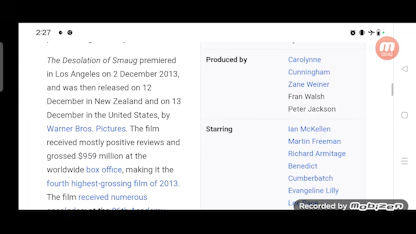 2:27
The Desolation of Smaug premiered
in Los Angeles on 2 December 2013,
and was then released on 12
December in New Zealand and on 13
December in the United States, by
Warner Bros. Pictures. The film
received mostly positive reviews and
grossed $959 million at the
worldwide box office, making it the
fourth highest-grossing film of 2013.
The film received numerous
Produced by
Carolynne
Cunningham
Zane Weiner
Fran Walsh
Peter Jackson
Starring
Ian McKellen
Martin Freeman
Richard Armitage
Benedict
Cumberbatch
Evangeline Lilly
Recorded by Mobizen